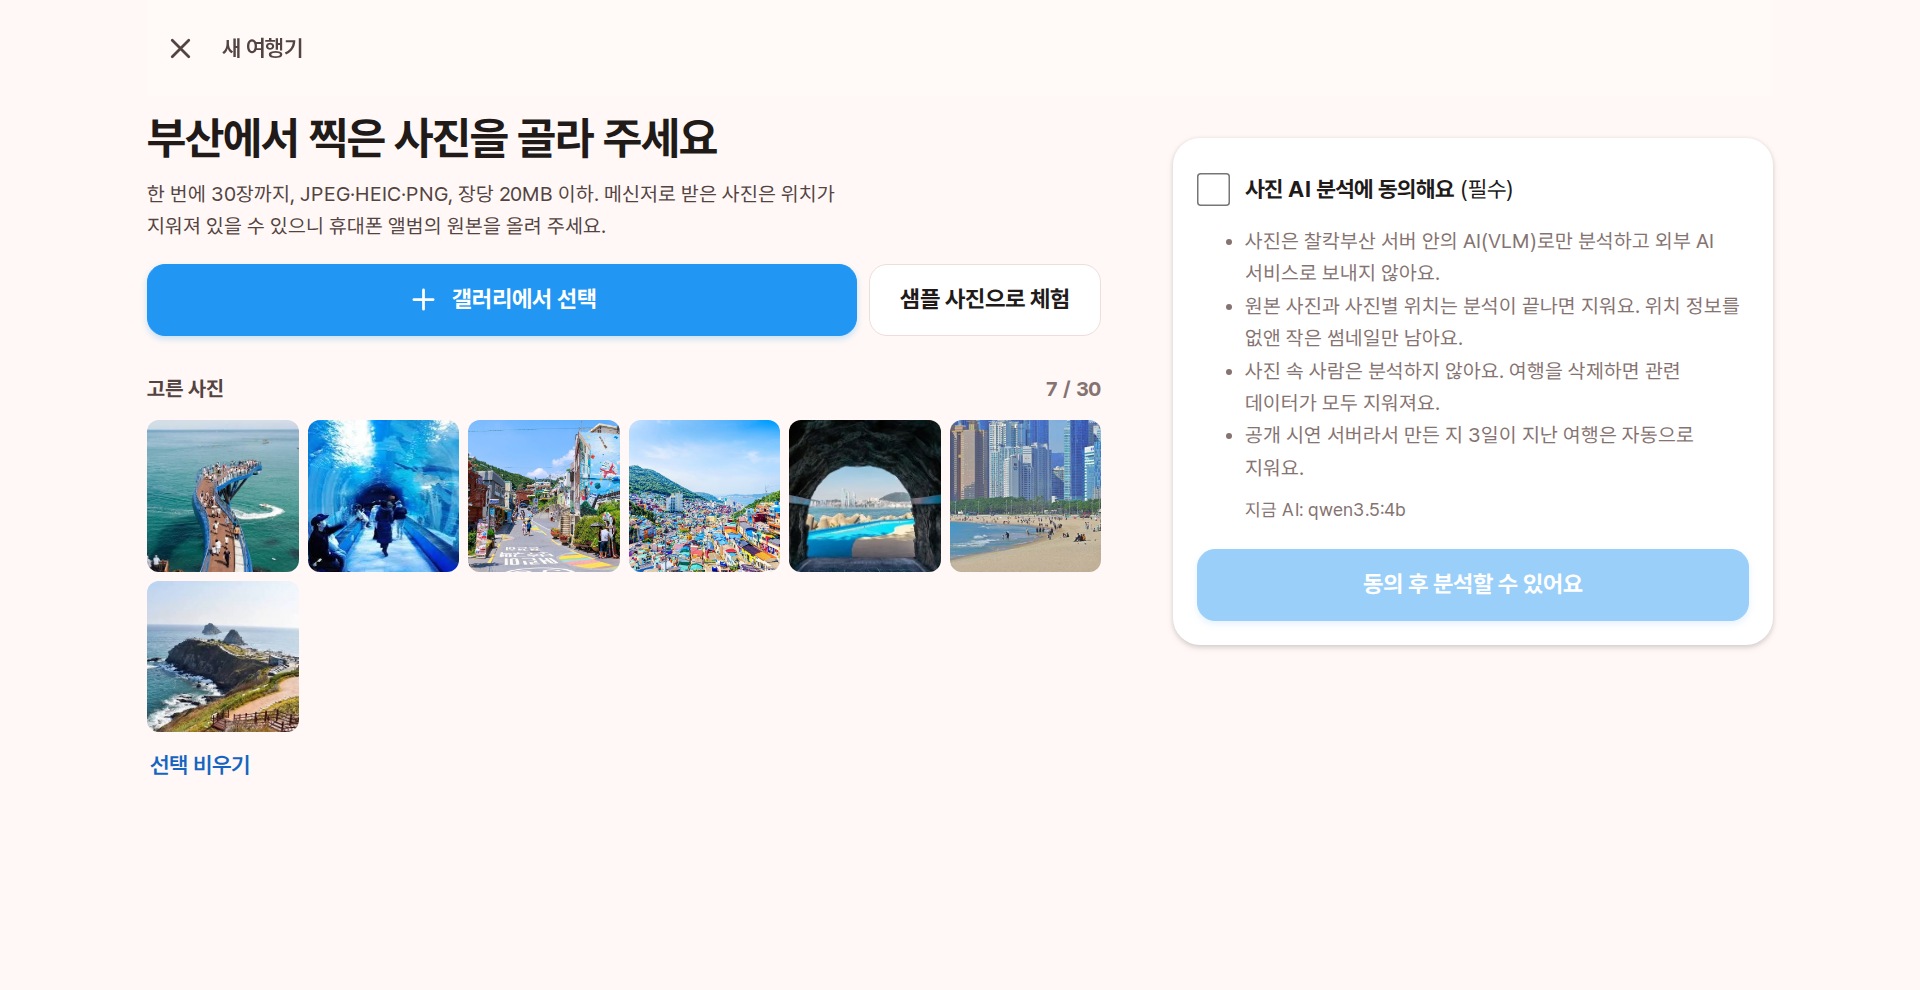 새 여행기
부산에서 찍은 사진을 골라 주세요
한 번에 30장까지, JPEG·HEIC·PNG, 장당 20MB 이하. 메신저로 받은 사진은 위치가
지워져 있을 수 있으니 휴대폰 앨범의 원본을 올려 주세요.
갤러리에서 선택
샘플 사진으로 체험
고른 사진
7 / 30
선택 비우기
사진 AI 분석에 동의해요 (필수)
• 사진은 찰칵부산 서버 안의 AI(VLM)로만 분석하고 외부 AI
서비스로 보내지 않아요.
• 원본 사진과 사진별 위치는 분석이 끝나면 지워요. 위치 정보를
없앤 작은 썸네일만 남아요.
• 사진 속 사람은 분석하지 않아요. 여행을 삭제하면 관련
데이터가 모두 지워져요.
• 공개 시연 서버라서 만든 지 3일이 지난 여행은 자동으로
지워요.
지금 AI: qwen3.5:4b
동의 후 분석할 수 있어요